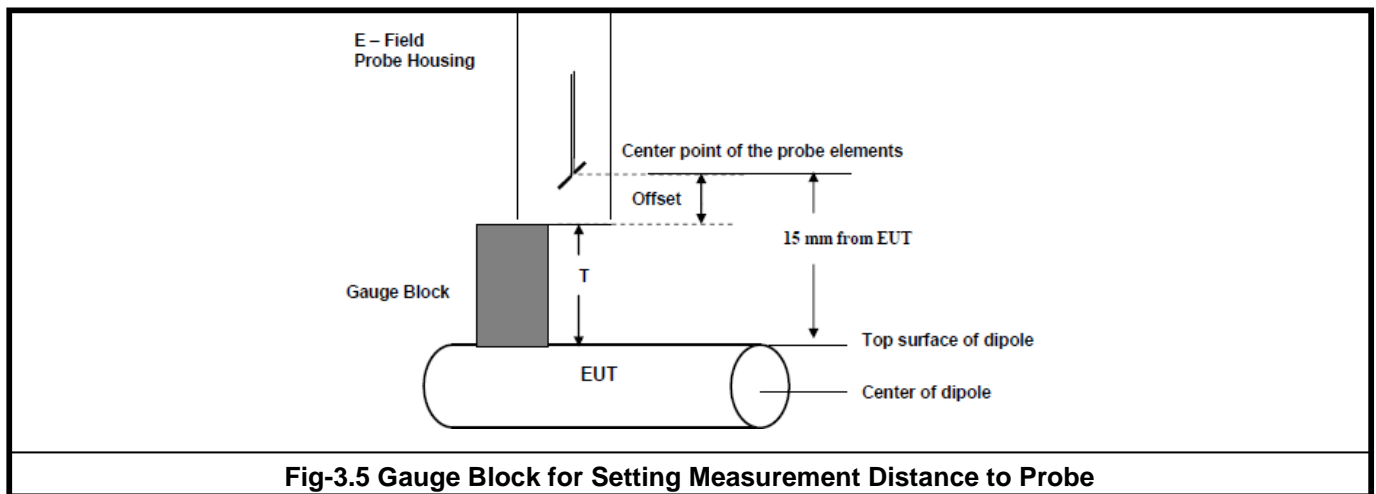 E – Field
Probe Housing
Center point of the probe elements
Offset
15 mm from EUT
T
Gauge Block
Top surface of dipole
EUT
Center of dipole
Fig-3.5 Gauge Block for Setting Measurement Distance to Probe